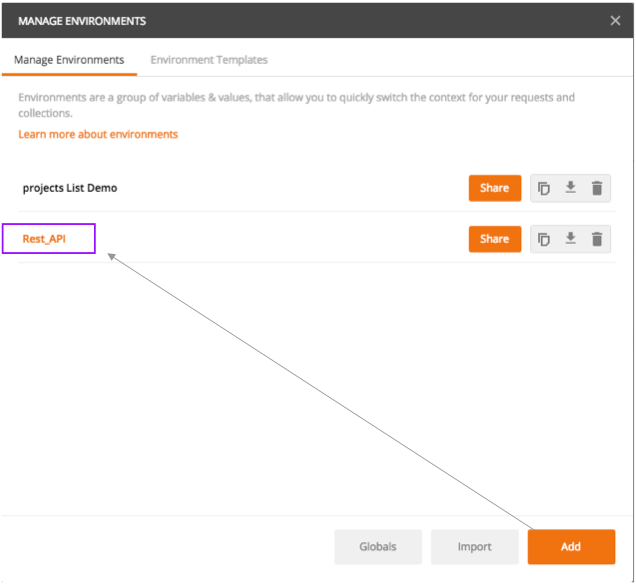 MANAGE ENVIRONMENTS
Manage Environments Environment Templates
Environments are a group of variables & values, that allow you to quickly switch the context for your requests and
collections.
Learn more about environments
projects List Demo Share
Rest_API Share
Globals Import Add